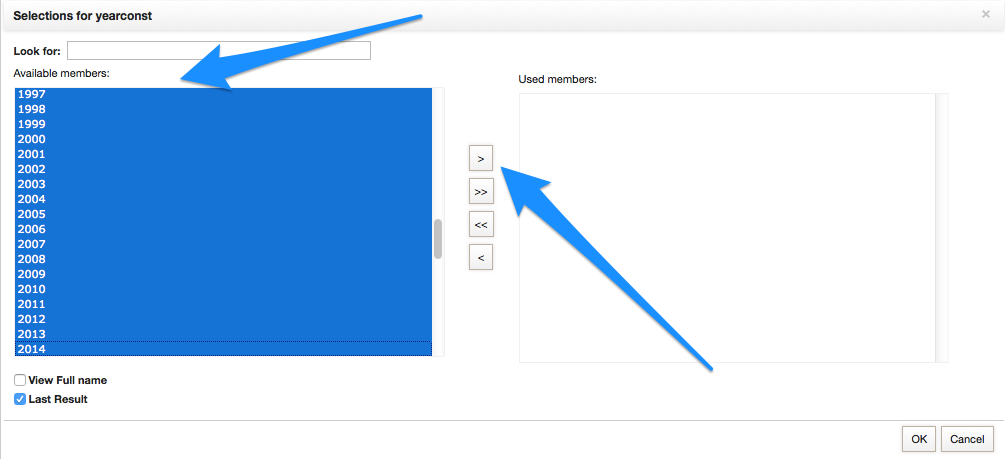 Selections for yearconst
×
Look for:
Available members:
Used members:
1997
1998
1999
2000
2001
2002
2003
2004
2005
2006
2007
2008
2009
2010
2011
2012
2013
2014
>
>>
<<
<
View Full name
Last Result
OK
Cancel